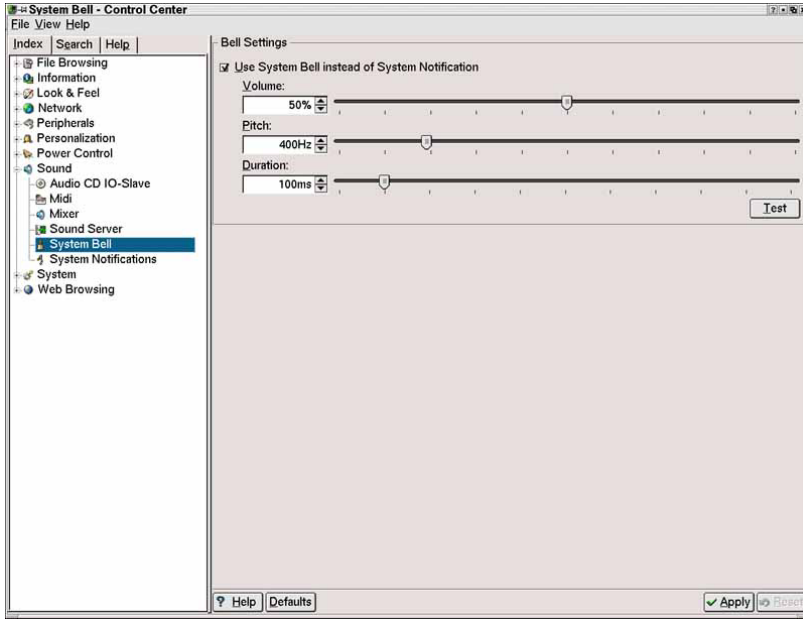 System Bell - Control Center
File View Help
Index Search Help
File Browsing
Information
Look & Feel
Network
Peripherals
Personalization
Power Control
Sound
Audio CD IO-Slave
Midi
Mixer
Sound Server
System Bell
System Notifications
System
Web Browsing
Bell Settings
Use System Bell instead of System Notification
Volume:
50%
Pitch:
400Hz
Duration:
100ms
Test
? Help Defaults
Apply Reset